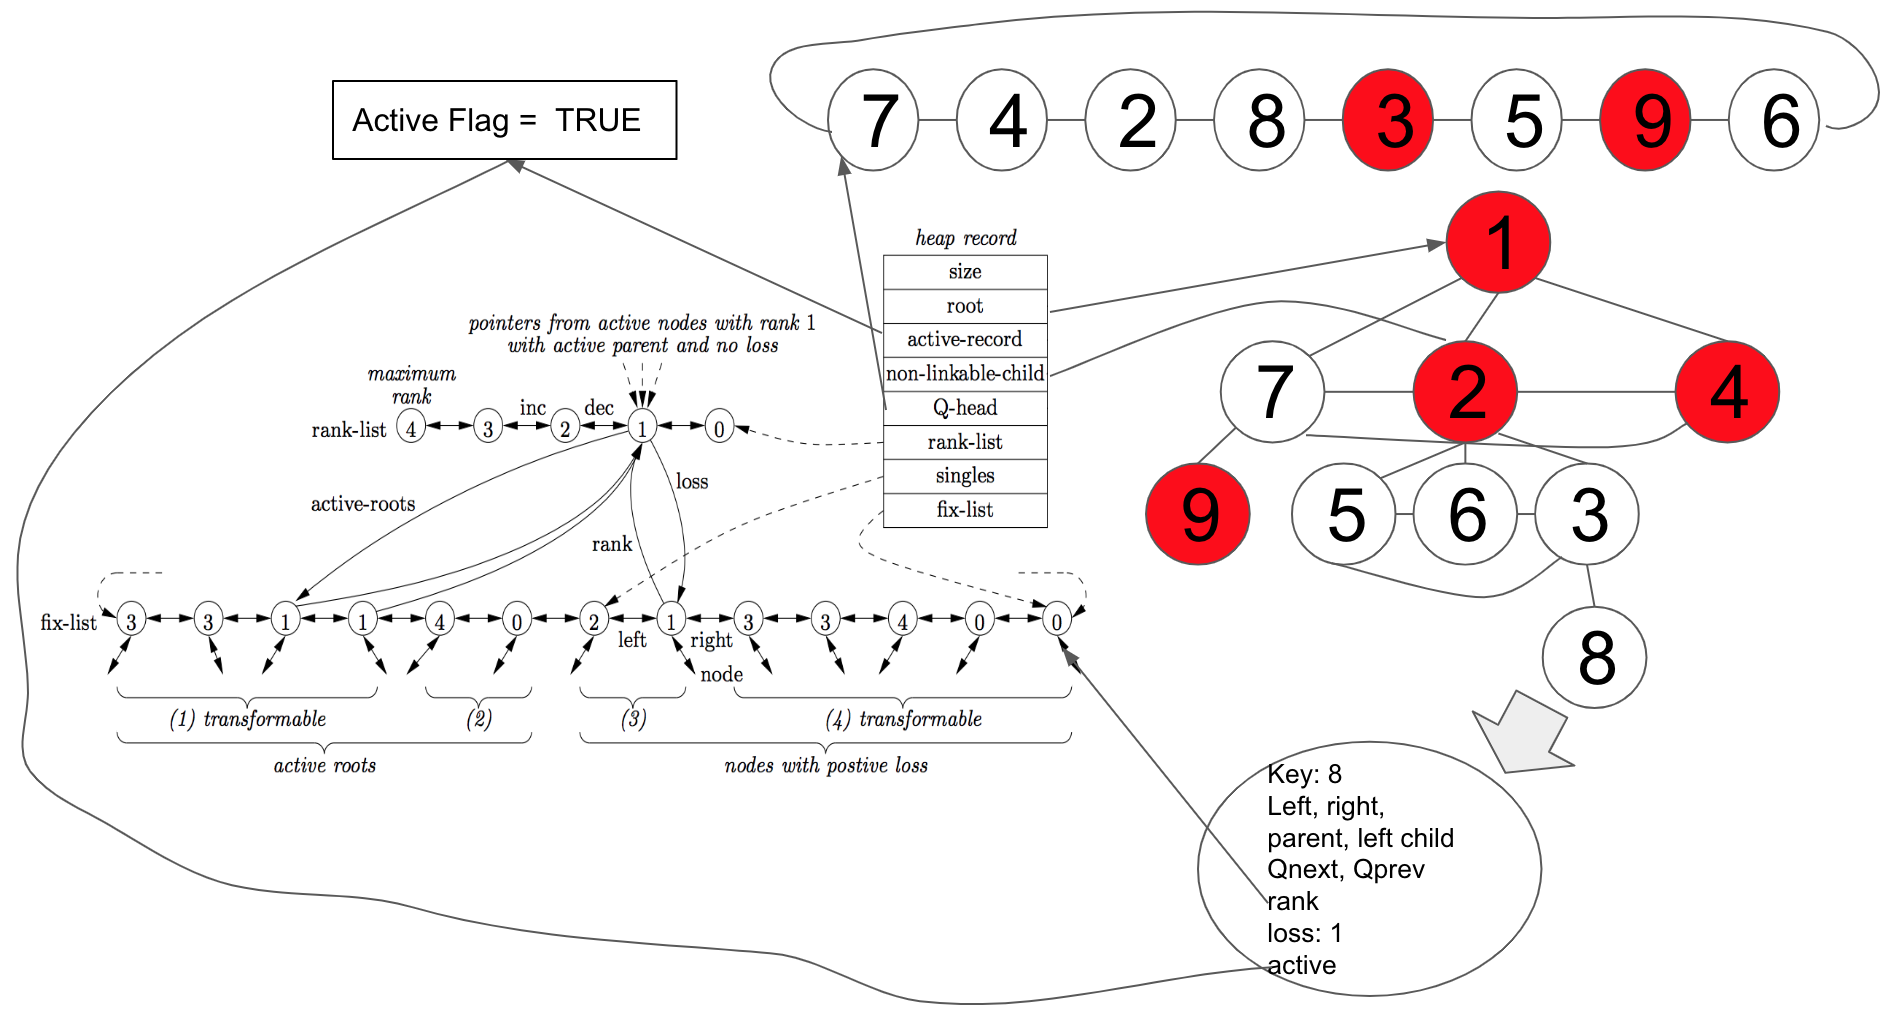 7 4 2 8 3 5 9 6
Active Flag = TRUE
1
heap record
size
root
active-record
non-linkable-child
Q-head
rank-list
singles
fix-list
pointers from active nodes with rank 1
with active parent and no loss
maximum
rank
inc
dec
rank-list
4 3 2 1 0
7 2 4
active-roots
loss
rank
9 5 6 3
8
fix-list
3 3 1 1 4 0 2 1 3 3 4 0 0
left
right
node
(1) transformable
(2)
(3)
(4) transformable
active roots
nodes with postive loss
Key: 8
Left, right,
parent, left child
Qnext, Qprev
rank
loss: 1
active